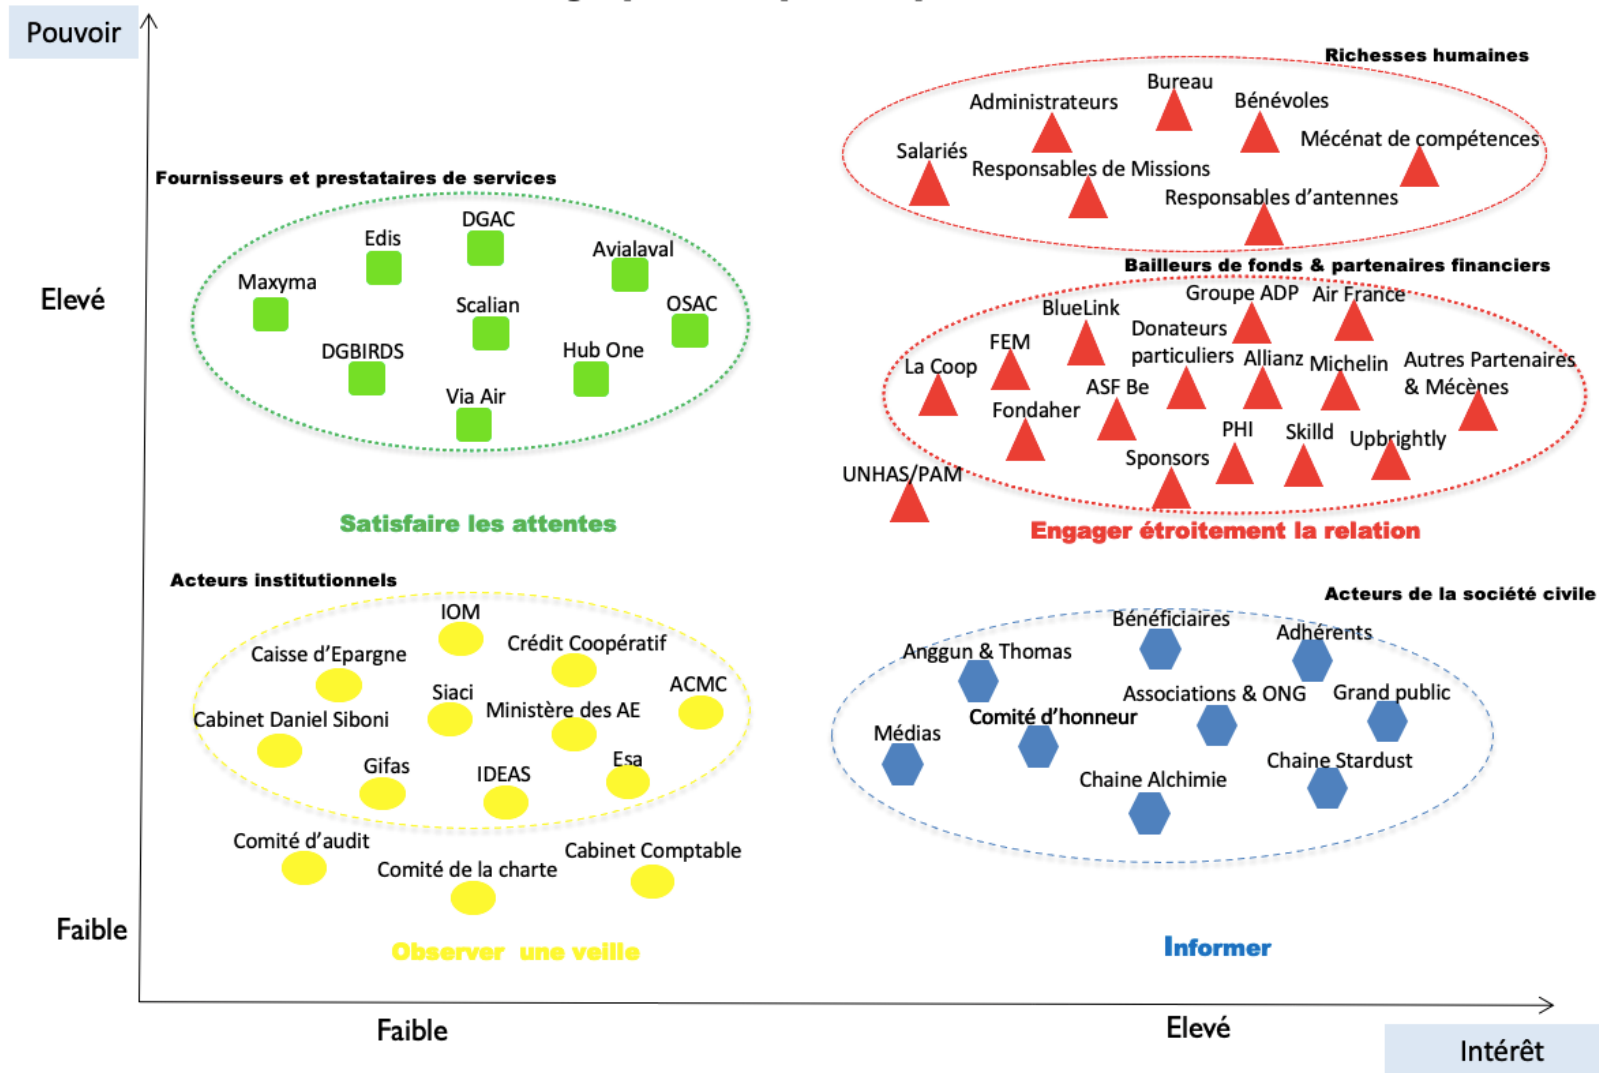 Pouvoir
Richesses humaines
Bureau
Administrateurs
Bénévoles
Mécénat de compétences
Salariés
Responsables de Missions
Responsables d'antennes
Fournisseurs et prestataires de services
DGAC
Edis
Avialaval
Maxyma
Scalian
OSAC
DGBIRDS
Hub One
Via Air
Elevé
Satisfaire les attentes
Bailleurs de fonds & partenaires financiers
Groupe ADP
Air France
BlueLink
Donateurs
particuliers
FEM
Allianz
Michelin
Autres Partenaires
& Mécènes
La Coop
ASF Be
Fondaher
PHI
Skilld
Upbrightly
Sponsors
UNHAS/PAM
Engager étroitement la relation
Acteurs institutionnels
IOM
Crédit Coopératif
Caisse d'Epargne
Siaci
ACMC
Ministère des AE
Cabinet Daniel Siboni
Gifas
IDEAS
Esa
Comité d'audit
Comité de la charte
Cabinet Comptable
Faible
Observer une veille
Acteurs de la société civile
Bénéficiaires
Adhérents
Anggun & Thomas
Associations & ONG
Grand public
Comité d'honneur
Médias
Chaine Stardust
Chaine Alchimie
Informer
Faible
Elevé
Intérêt